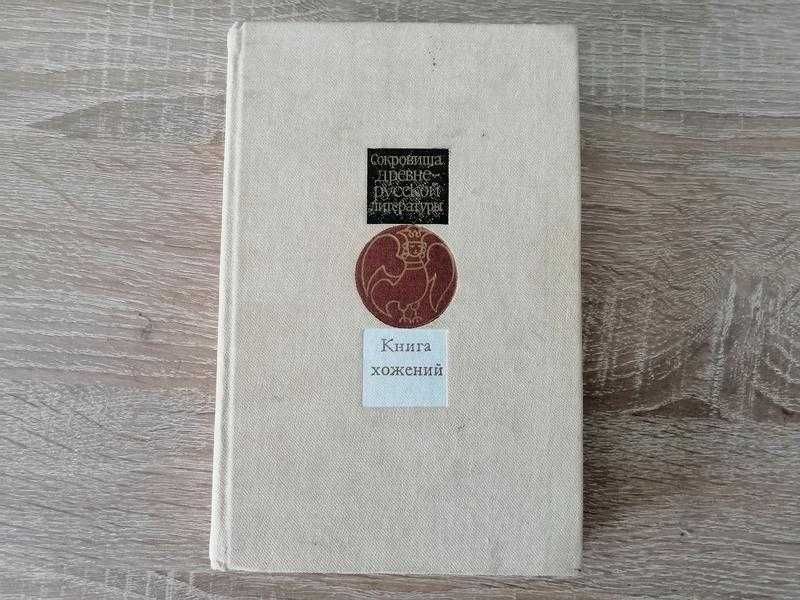 Сокровища
древне-
русской
литературы
Книга
хожений